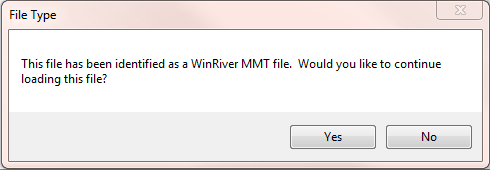 File Type
This file has been identified as a WinRiver MMT file.  Would you like to continue
loading this file?
Yes
No